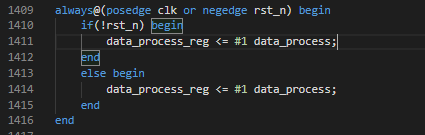 1409 always@(posedge clk or negedge rst_n) begin
1410     if(!rst_n) begin
1411         data_process_reg <= #1 data_process;
1412     end
1413     else begin
1414         data_process_reg <= #1 data_process;
1415     end
1416 end